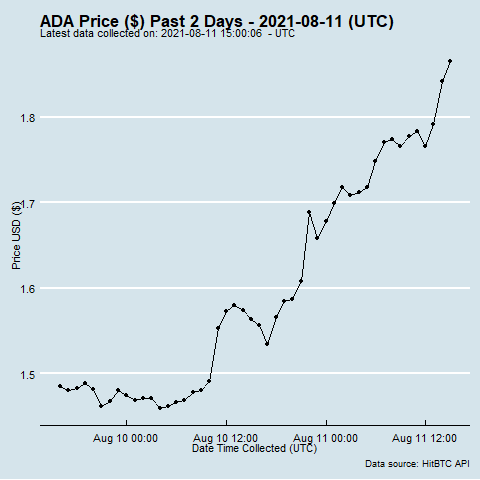 ADA Price ($) Past 2 Days - 2021-08-11 (UTC)
Latest data collected on: 2021-08-11 15:00:06 - UTC
1.8
1.7
1.6
1.5
Price USD ($)
Aug 10 00:00 Aug 10 12:00 Aug 11 00:00 Aug 11 12:00
Date Time Collected (UTC)
Data source: HitBTC API